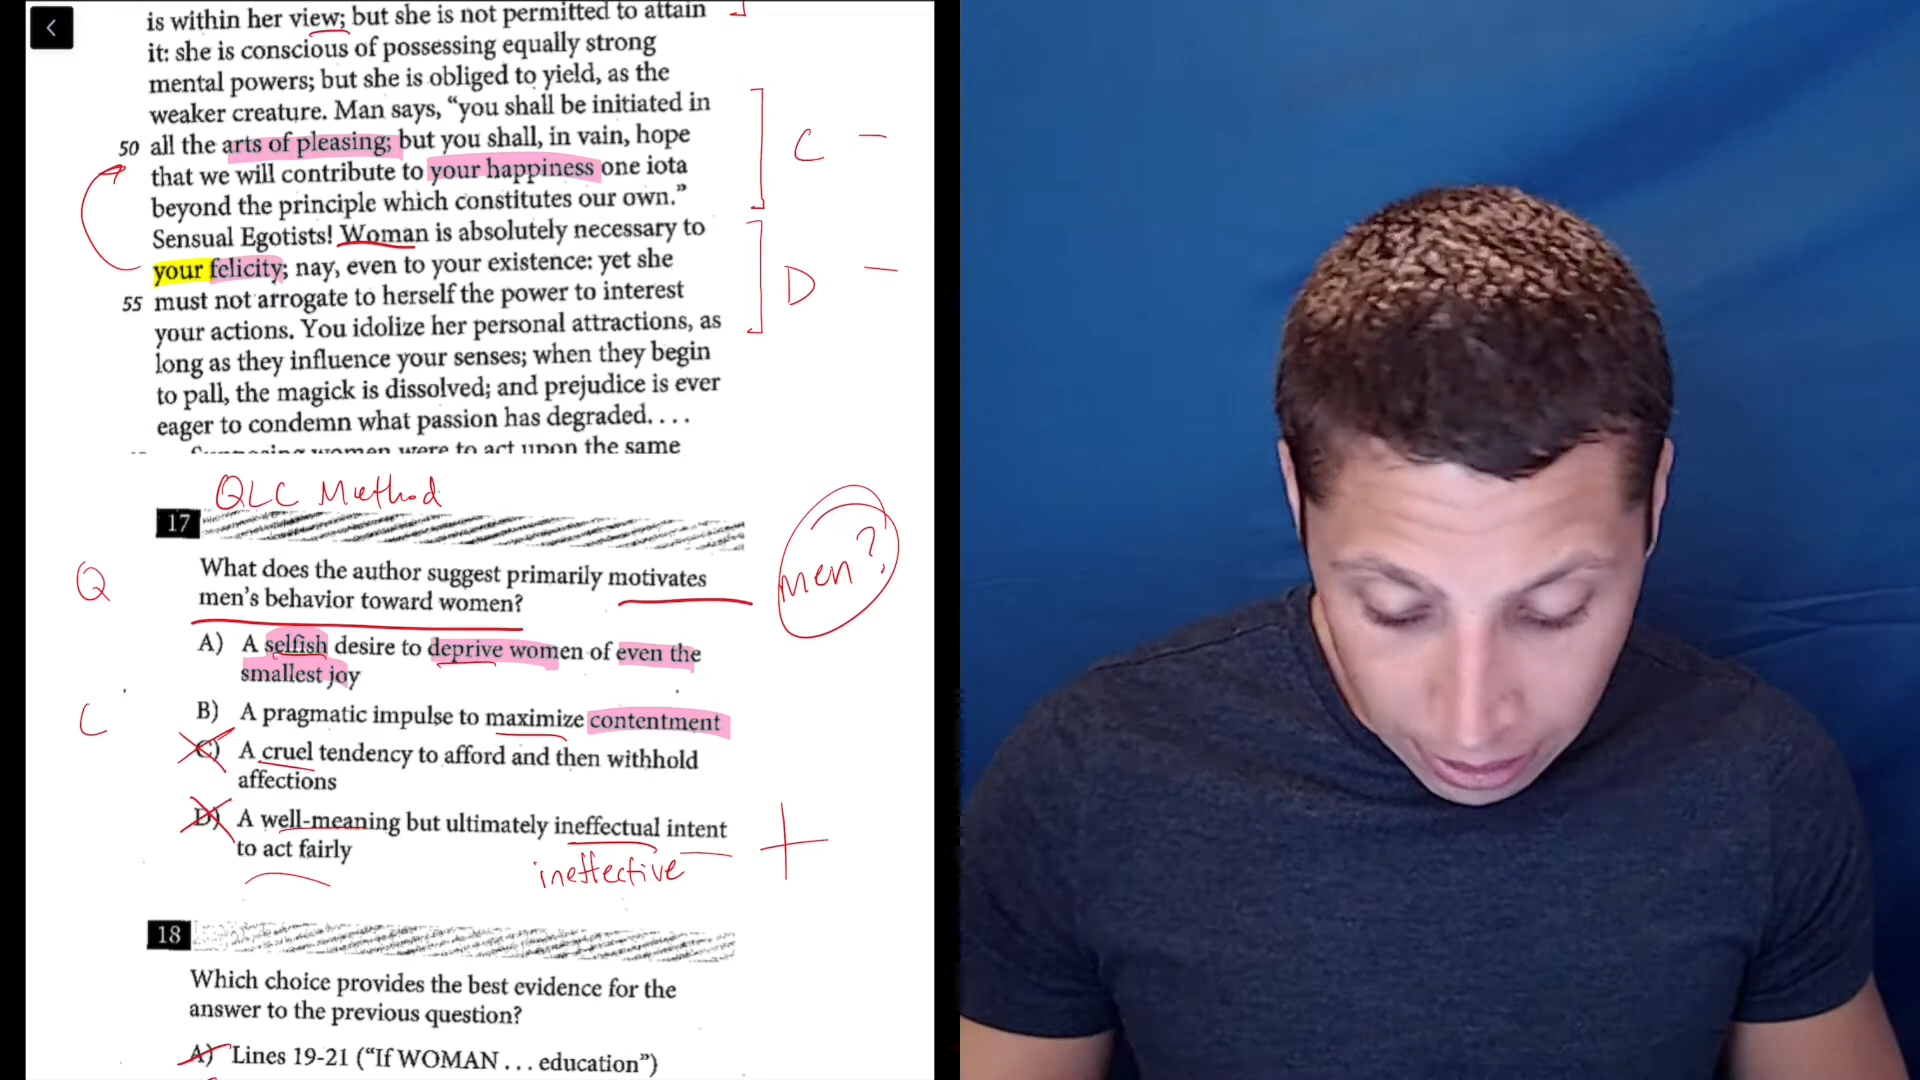 is within her view; but she is not permitted to attain
it: she is conscious of possessing equally strong
mental powers; but she is obliged to yield, as the
weaker creature. Man says, “you shall be initiated in
50 all the arts of pleasing; but you shall, in vain, hope
that we will contribute to your happiness one iota
beyond the principle which constitutes our own.”
Sensual Egotists! Woman is absolutely necessary to
your felicity; nay, even to your existence: yet she
55 must not arrogate to herself the power to interest
your actions. You idolize her personal attractions, as
long as they influence your senses; when they begin
to pall, the magick is dissolved; and prejudice is ever
eager to condemn what passion has degraded. . . .
women were to act upon the same
C –
D –
QLC Method
17
men?
Q
What does the author suggest primarily motivates
men’s behavior toward women?
A) A selfish desire to deprive women of even the
smallest joy
C
B) A pragmatic impulse to maximize contentment
C) A cruel tendency to afford and then withhold
affections
D) A well-meaning but ultimately ineffectual intent
to act fairly
ineffective
+
18
Which choice provides the best evidence for the
answer to the previous question?
A) Lines 19-21 (“If WOMAN . . . education”)